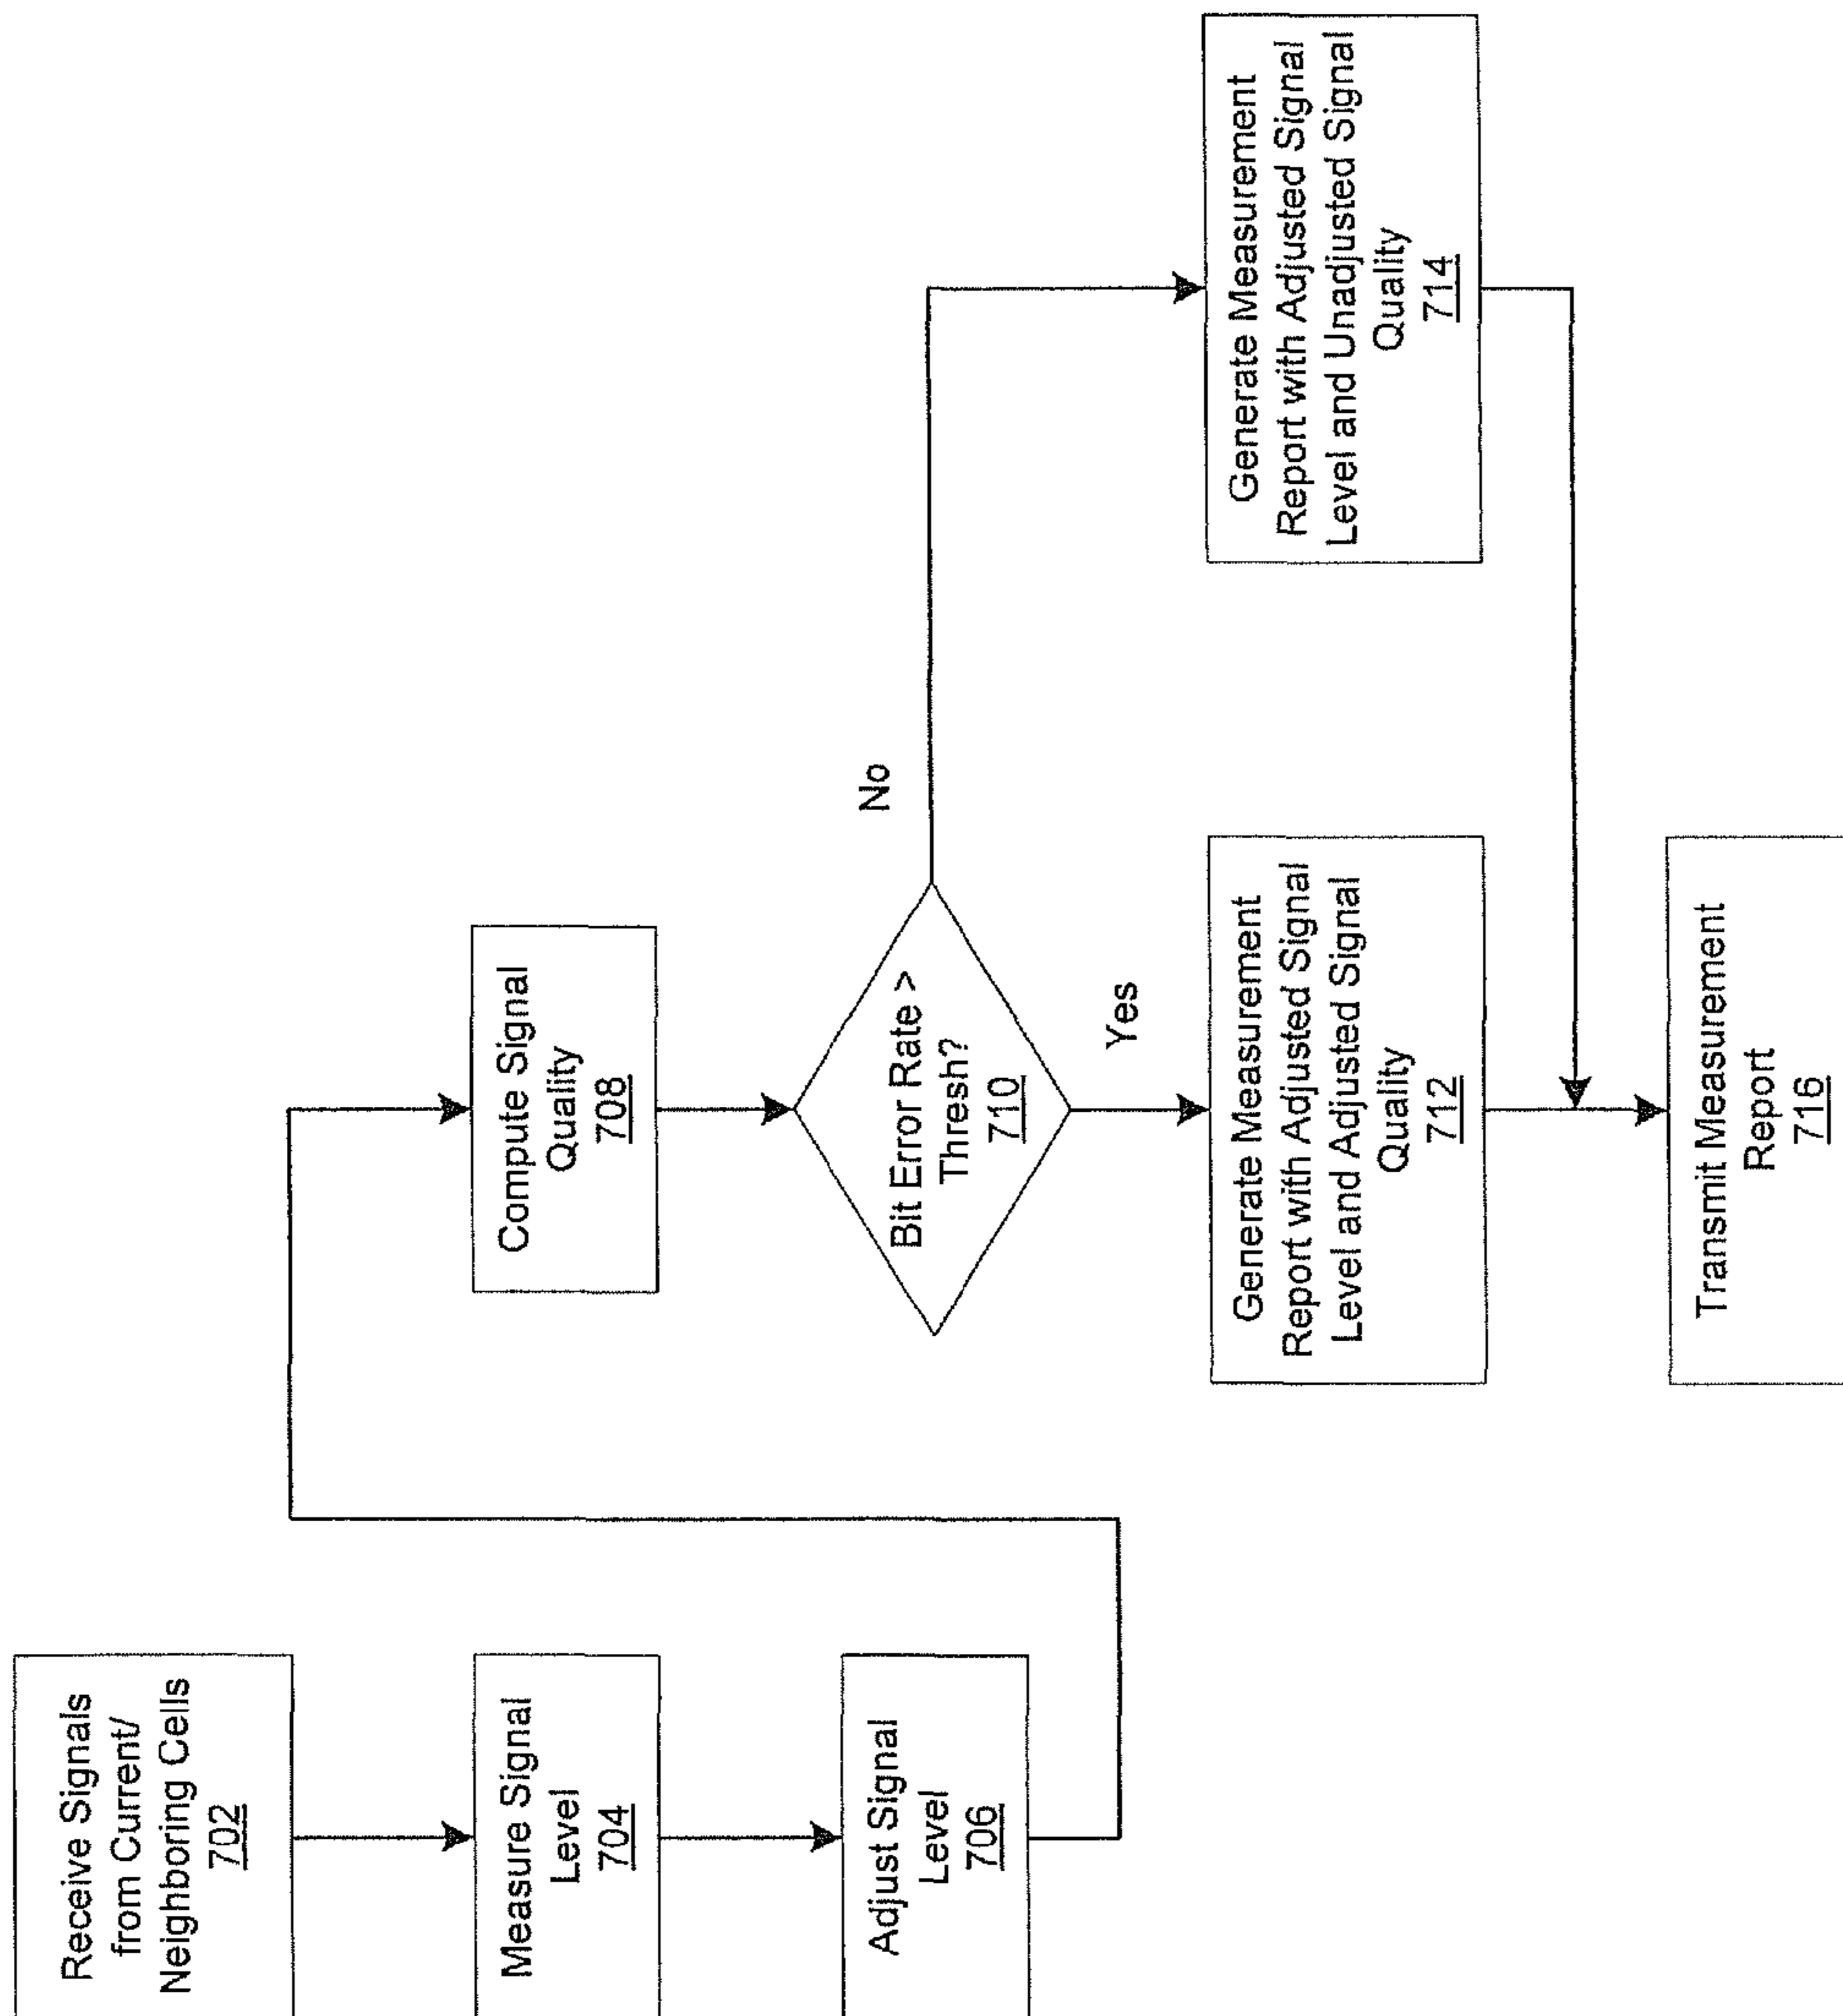 Receive Signals
from Current/
Neighboring Cells
702
Measure Signal
Level
704
Adjust Signal
Level
706
Compute Signal
Quality
708
Bit Error Rate >
Thresh?
710
No
Yes
Generate Measurement
Report with Adjusted Signal
Level and Adjusted Signal
Quality
712
Generate Measurement
Report with Adjusted Signal
Level and Unadjusted Signal
Quality
714
Transmit Measurement
Report
716